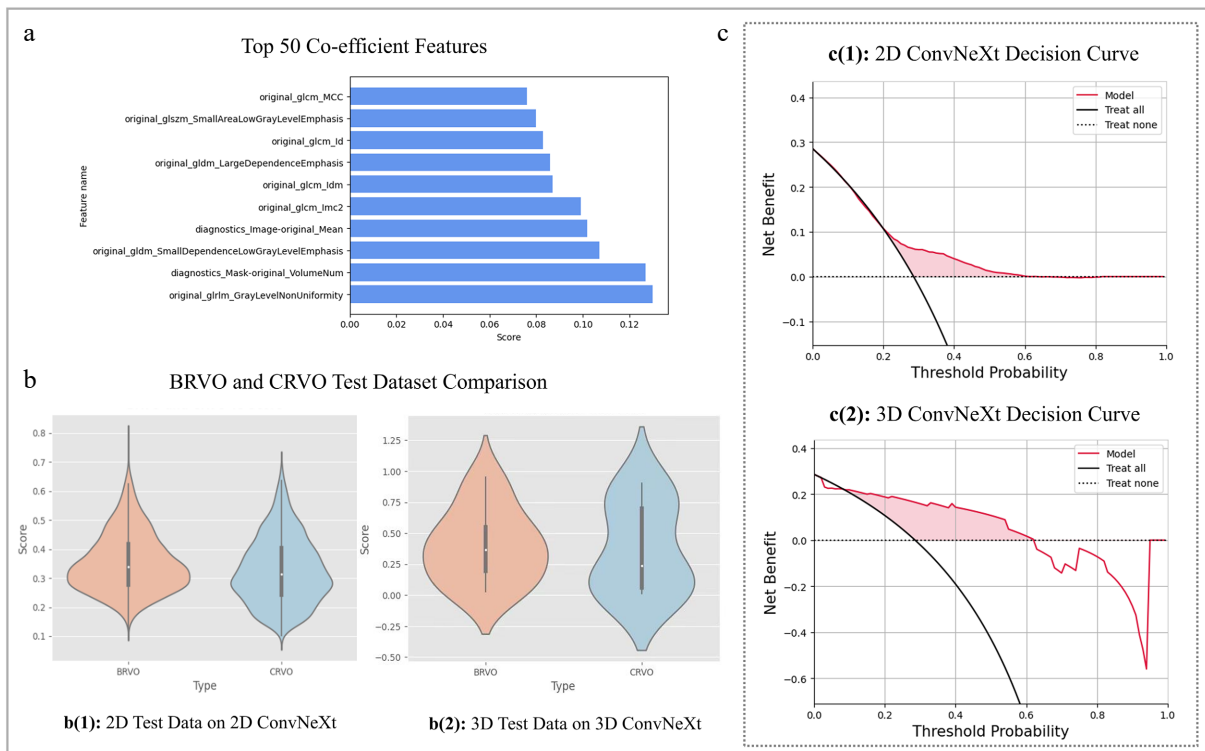 a
Top 50 Co-efficient Features
Feature name
original_glcm_MCC
original_glszm_SmallAreaLowGrayLevelEmphasis
original_glcm_Id
original_gldm_LargeDependenceEmphasis
original_glcm_Idm
original_glcm_Imc2
diagnostics_Image-original_Mean
original_gldm_SmallDependenceLowGrayLevelEmphasis
diagnostics_Mask-original_VolumeNum
original_glrlm_GrayLevelNonUniformity
0.00 0.02 0.04 0.06 0.08 0.10 0.12
Score
b
BRVO and CRVO Test Dataset Comparison
Score
0.8
0.7
0.6
0.5
0.4
0.3
0.2
0.1
BRVO CRVO
Type
b(1): 2D Test Data on 2D ConvNeXt
Score
1.25
1.00
0.75
0.50
0.25
0.00
−0.25
−0.50
BRVO CRVO
Type
b(2): 3D Test Data on 3D ConvNeXt
c
c(1): 2D ConvNeXt Decision Curve
Net Benefit
0.4
0.3
0.2
0.1
0.0
−0.1
Model
Treat all
Treat none
0.0 0.2 0.4 0.6 0.8 1.0
Threshold Probability
c(2): 3D ConvNeXt Decision Curve
Net Benefit
0.4
0.2
0.0
−0.2
−0.4
−0.6
Model
Treat all
Treat none
0.0 0.2 0.4 0.6 0.8 1.0
Threshold Probability